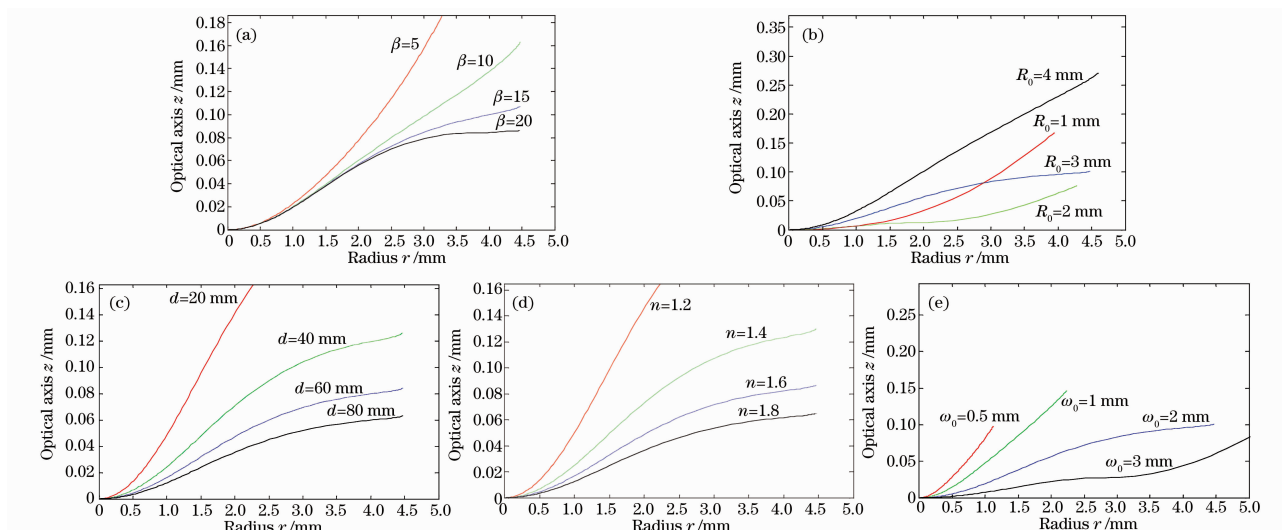 (a)
0.18
0.16
0.14
0.12
0.10
0.08
0.06
0.04
0.02
0
Optical axis z /mm
β=5
β=10
β=15
β=20
0 0.5 1.0 1.5 2.0 2.5 3.0 3.5 4.0 4.5 5.0
Radius r /mm
(b)
0.35
0.30
0.25
0.20
0.15
0.10
0.05
0
Optical axis z /mm
R0=4 mm
R0=1 mm
R0=3 mm
R0=2 mm
0 0.5 1.0 1.5 2.0 2.5 3.0 3.5 4.0 4.5 5.0
Radius r /mm
(c)
0.16
0.14
0.12
0.10
0.08
0.06
0.04
0.02
0
Optical axis z /mm
d=20 mm
d=40 mm
d=60 mm
d=80 mm
0 0.5 1.0 1.5 2.0 2.5 3.0 3.5 4.0 4.5 5.0
Radius r /mm
(d)
0.16
0.14
0.12
0.10
0.08
0.06
0.04
0.02
0
Optical axis z /mm
n=1.2
n=1.4
n=1.6
n=1.8
0 0.5 1.0 1.5 2.0 2.5 3.0 3.5 4.0 4.5 5.0
Radius r /mm
(e)
0.25
0.20
0.15
0.10
0.05
0
Optical axis z /mm
ω0=0.5 mm
ω0=1 mm
ω0=2 mm
ω0=3 mm
0 0.5 1.0 1.5 2.0 2.5 3.0 3.5 4.0 4.5 5.0
Radius r /mm